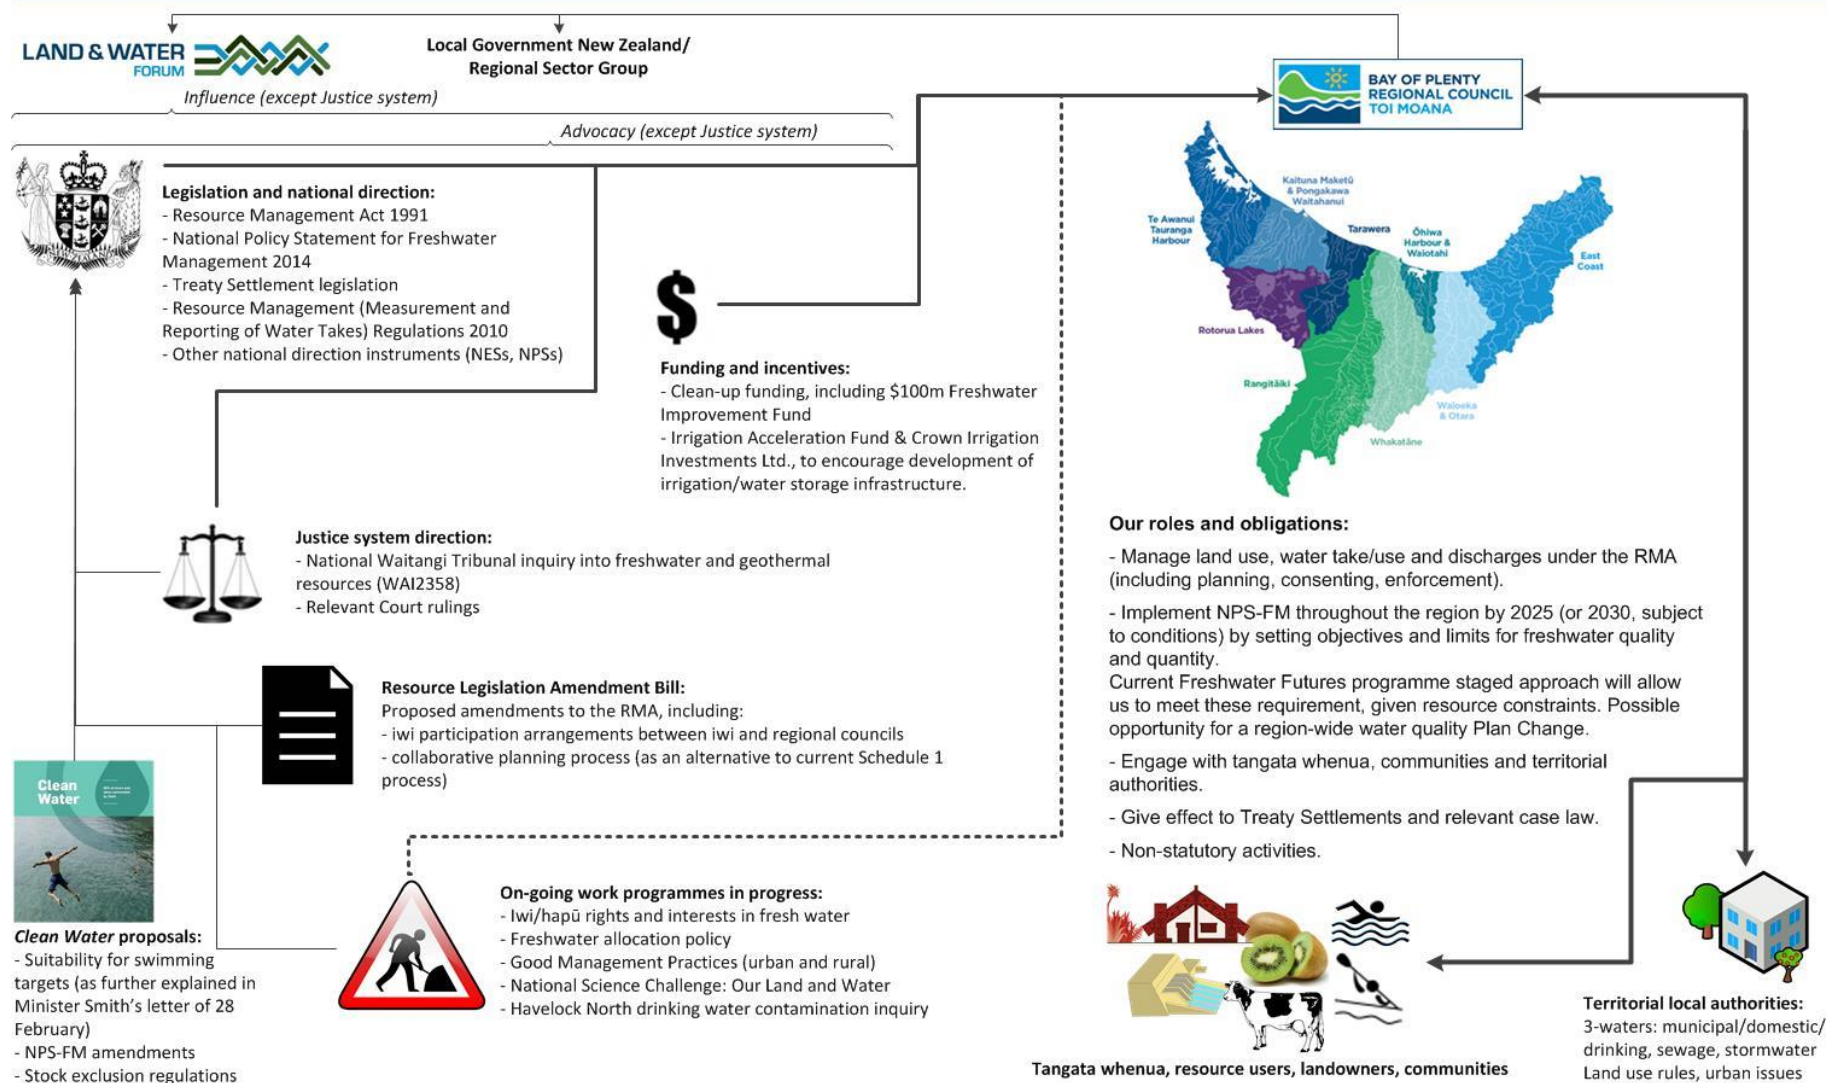 LAND & WATER
FORUM
Local Government New Zealand/
Regional Sector Group
Influence (except Justice system)
Advocacy (except Justice system)
BAY OF PLENTY
REGIONAL COUNCIL
TOI MOANA
Legislation and national direction:
- Resource Management Act 1991
- National Policy Statement for Freshwater
Management 2014
- Treaty Settlement legislation
- Resource Management (Measurement and
Reporting of Water Takes) Regulations 2010
- Other national direction instruments (NESs, NPSs)
$
Funding and incentives:
- Clean-up funding, including $100m Freshwater
Improvement Fund
- Irrigation Acceleration Fund & Crown Irrigation
Investments Ltd., to encourage development of
irrigation/water storage infrastructure.
Kaituna Maketū
& Pongakawa
Waitahanui
Te Awanui
Tauranga
Harbour
Tarawera
Ōhiwa
Harbour &
Waiotahi
East
Coast
Rotorua Lakes
Rangitāiki
Waioeka
& Otara
Whakatāne
Justice system direction:
- National Waitangi Tribunal inquiry into freshwater and geothermal
resources (WAI2358)
- Relevant Court rulings
Resource Legislation Amendment Bill:
Proposed amendments to the RMA, including:
- iwi participation arrangements between iwi and regional councils
- collaborative planning process (as an alternative to current Schedule 1
process)
Clean
Water
Clean Water proposals:
- Suitability for swimming
targets (as further explained in
Minister Smith's letter of 28
February)
- NPS-FM amendments
- Stock exclusion regulations
On-going work programmes in progress:
- Iwi/hapū rights and interests in fresh water
- Freshwater allocation policy
- Good Management Practices (urban and rural)
- National Science Challenge: Our Land and Water
- Havelock North drinking water contamination inquiry
Our roles and obligations:
- Manage land use, water take/use and discharges under the RMA
(including planning, consenting, enforcement).
- Implement NPS-FM throughout the region by 2025 (or 2030, subject
to conditions) by setting objectives and limits for freshwater quality
and quantity.
Current Freshwater Futures programme staged approach will allow
us to meet these requirement, given resource constraints. Possible
opportunity for a region-wide water quality Plan Change.
- Engage with tangata whenua, communities and territorial
authorities.
- Give effect to Treaty Settlements and relevant case law.
- Non-statutory activities.
Tangata whenua, resource users, landowners, communities
Territorial local authorities:
3-waters: municipal/domestic/
drinking, sewage, stormwater
Land use rules, urban issues